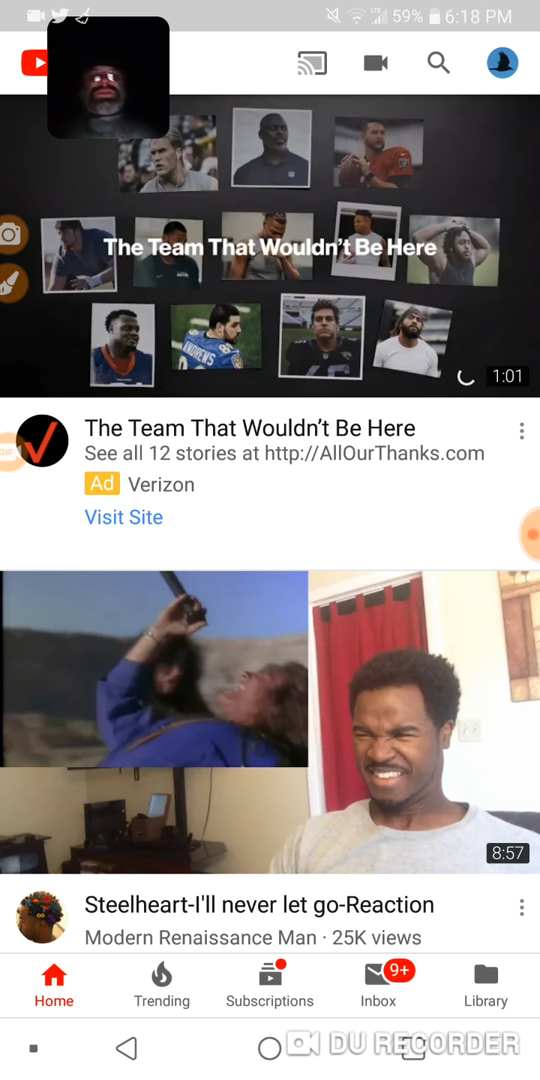 59% 6:18 PM
The Team That Wouldn't Be Here
ANDREWS
1:01
The Team That Wouldn’t Be Here
See all 12 stories at http://AllOurThanks.com
Ad Verizon
Visit Site
GIF
8:57
Steelheart-I'll never let go-Reaction
Modern Renaissance Man · 25K views
9+
Home Trending Subscriptions Inbox Library
DU RECORDER